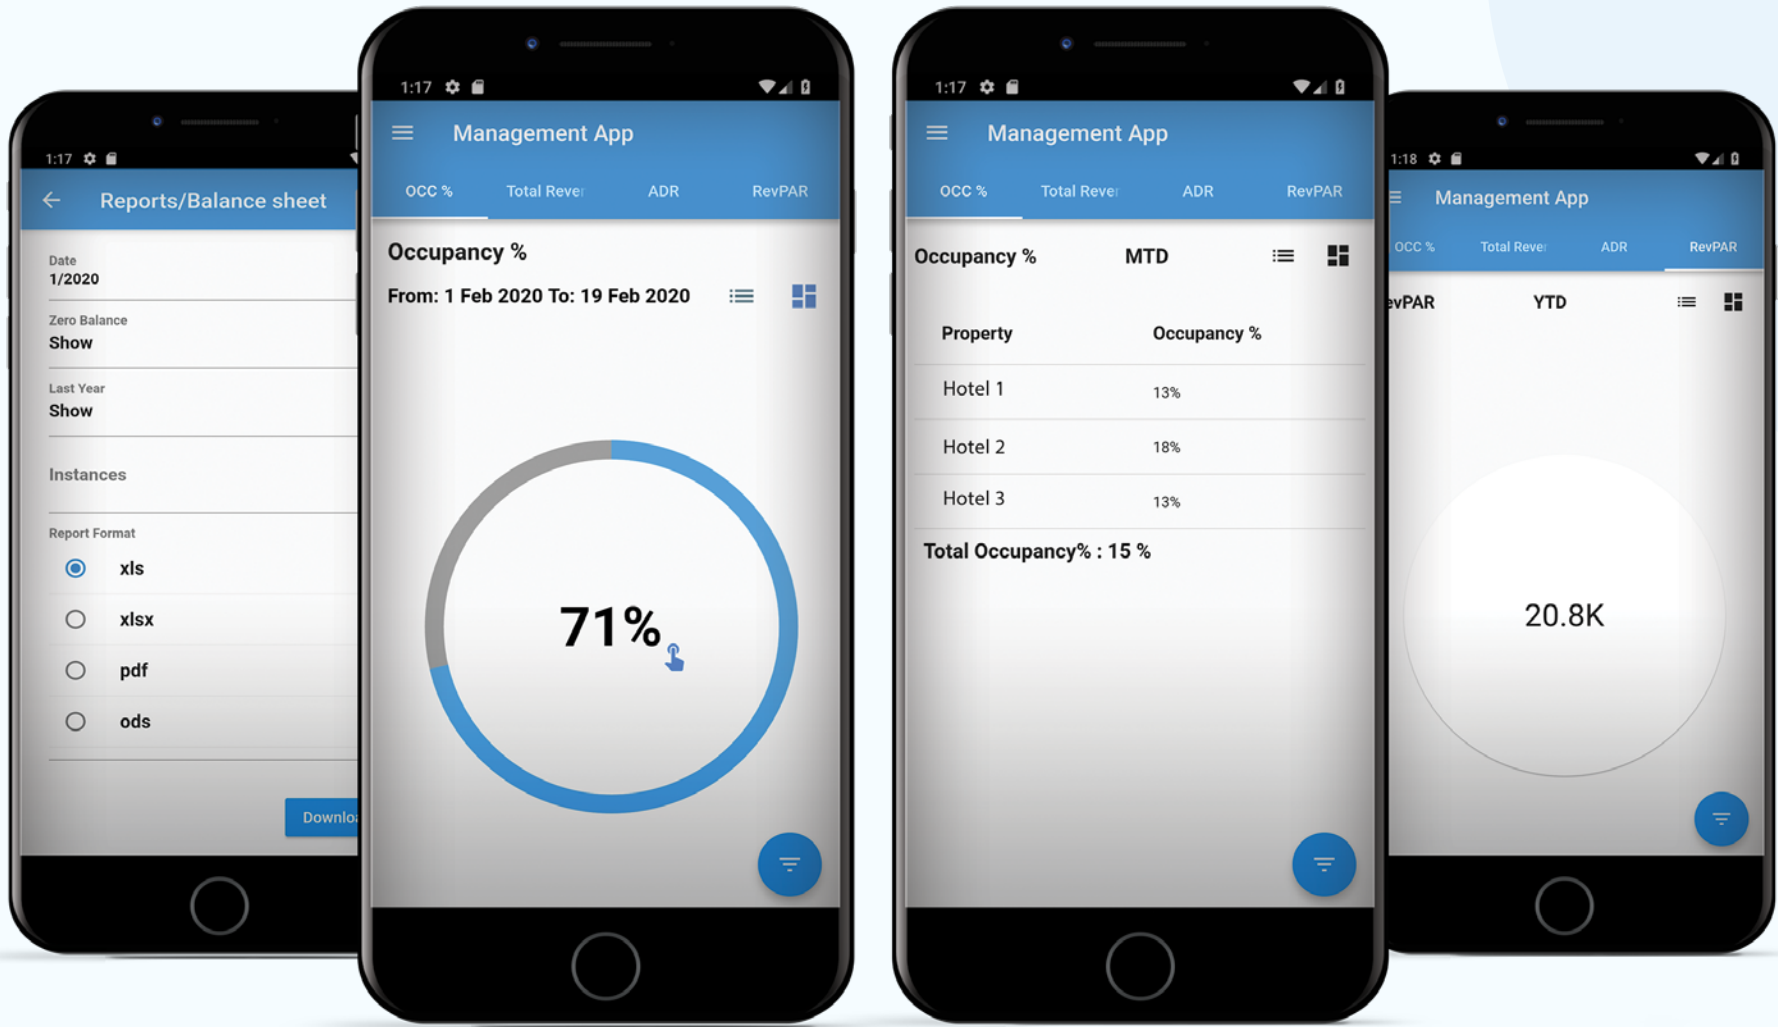 1:17
Reports/Balance sheet
Date
1/2020
Zero Balance
Show
Last Year
Show
Instances
Report Format
xls
xlsx
pdf
ods
Downloa
1:17
Management App
OCC % Total Rever ADR RevPAR
Occupancy %
From: 1 Feb 2020 To: 19 Feb 2020
71%
1:17
Management App
OCC % Total Rever ADR RevPAR
Occupancy % MTD
Property Occupancy %
Hotel 1 13%
Hotel 2 18%
Hotel 3 13%
Total Occupancy% : 15 %
1:18
Management App
OCC % Total Rever ADR RevPAR
evPAR YTD
20.8K